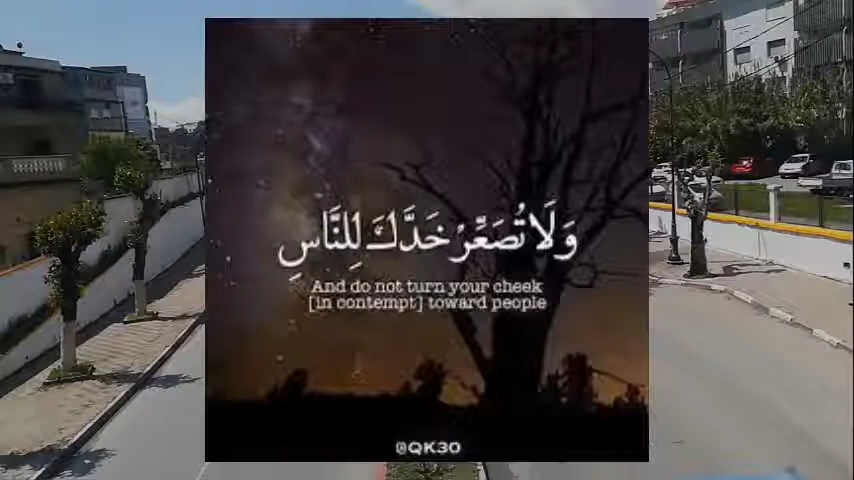 وَلَا تُصَعِّرْ خَدَّكَ لِلنَّاسِ
And do not turn your cheek
[in contempt] toward people
@QK30